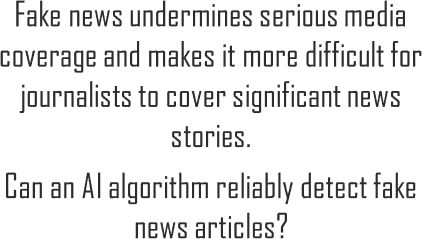 Fake news undermines serious media
coverage and makes it more difficult for
journalists to cover significant news
stories.
Can an AI algorithm reliably detect fake
news articles?